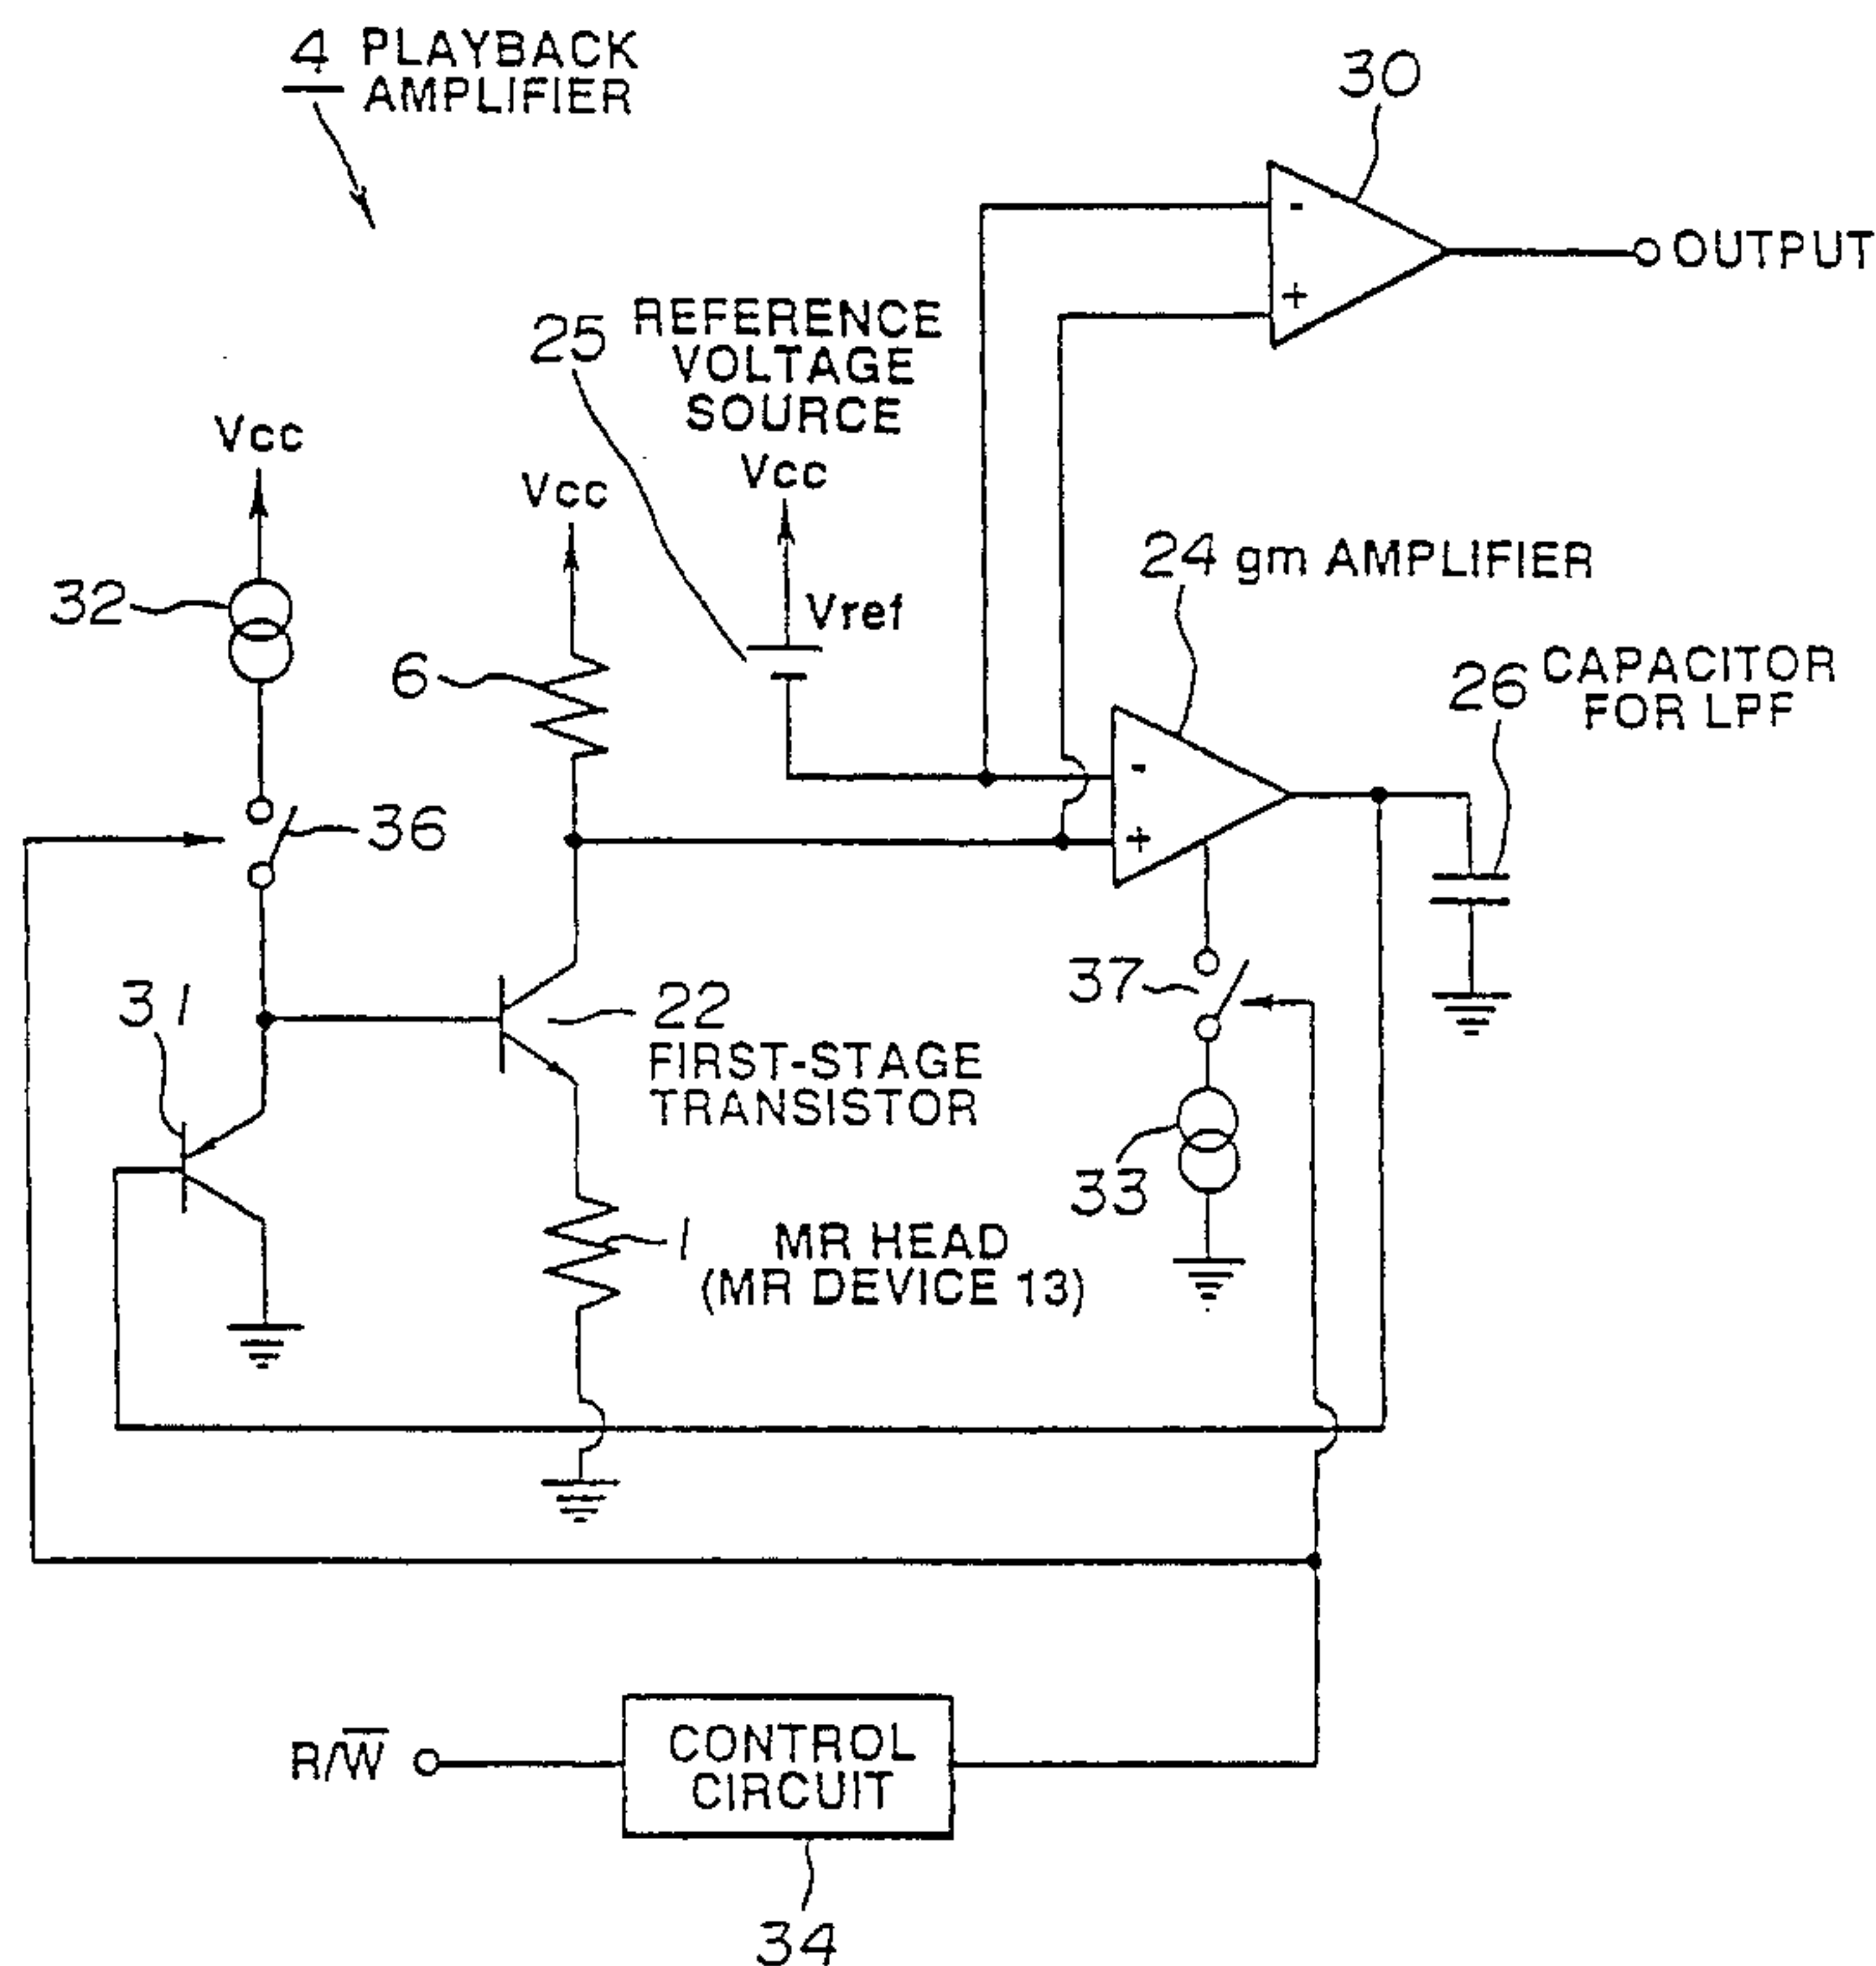 4 PLAYBACK
AMPLIFIER
30
-
+
OUTPUT
25 REFERENCE
VOLTAGE
SOURCE
Vcc
Vcc
Vcc
24 gm AMPLIFIER
32
Vref
6
26 CAPACITOR
FOR LPF
-
+
36
37
31
22
FIRST-STAGE
TRANSISTOR
33
1 MR HEAD
(MR DEVICE 13)
R/W̅
CONTROL
CIRCUIT
34